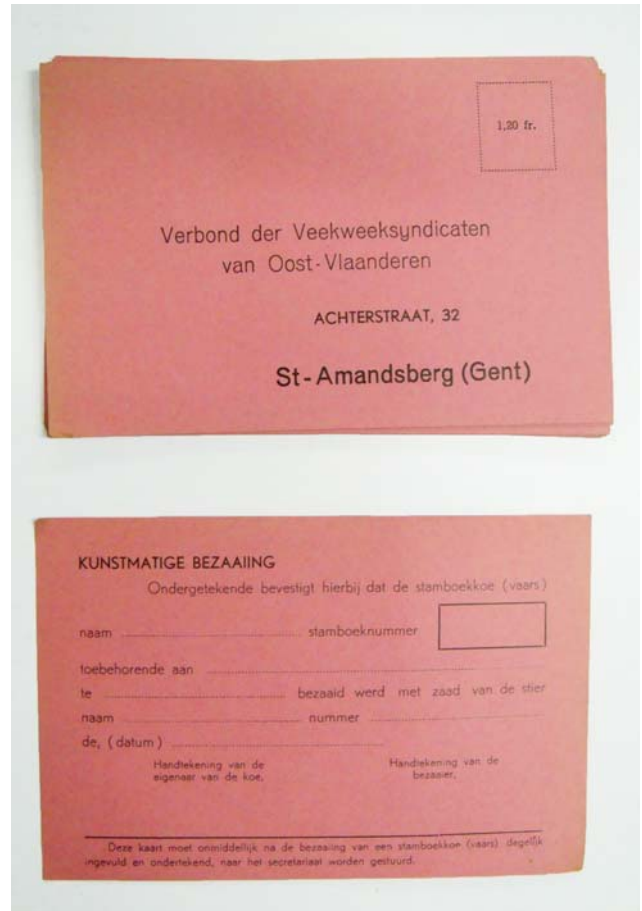 1,20 fr.
Verbond der Veekweeksyndicaten
van Oost-Vlaanderen
ACHTERSTRAAT, 32
St-Amandsberg (Gent)
KUNSTMATIGE BEZAAIING
Ondergetekende bevestigt hierbij dat de stamboekkoe (vaars)
naam .......... stamboeknummer
toebehorende aan ..........
te .......... bezaaid werd met zaad van de stier
naam .......... nummer ..........
de, (datum) ..........
Handtekening van de Handtekening van de
eigenaar van de koe, bezaaier,
Deze kaart moet onmiddellijk na de bezaaiing van een stamboekkoe (vaars) degelijk
ingevuld en ondertekend, naar het secretariaat worden gestuurd.